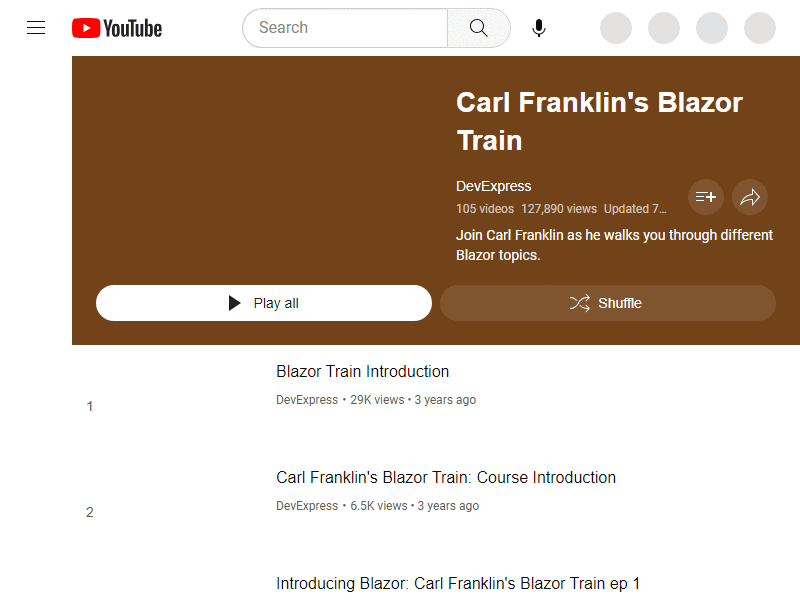 YouTube
Search
Carl Franklin's Blazor
Train
DevExpress
105 videos 127,890 views Updated 7...
Join Carl Franklin as he walks you through different
Blazor topics.
Play all
Shuffle
Blazor Train Introduction
DevExpress • 29K views • 3 years ago
1
Carl Franklin's Blazor Train: Course Introduction
DevExpress • 6.5K views • 3 years ago
2
Introducing Blazor: Carl Franklin's Blazor Train ep 1